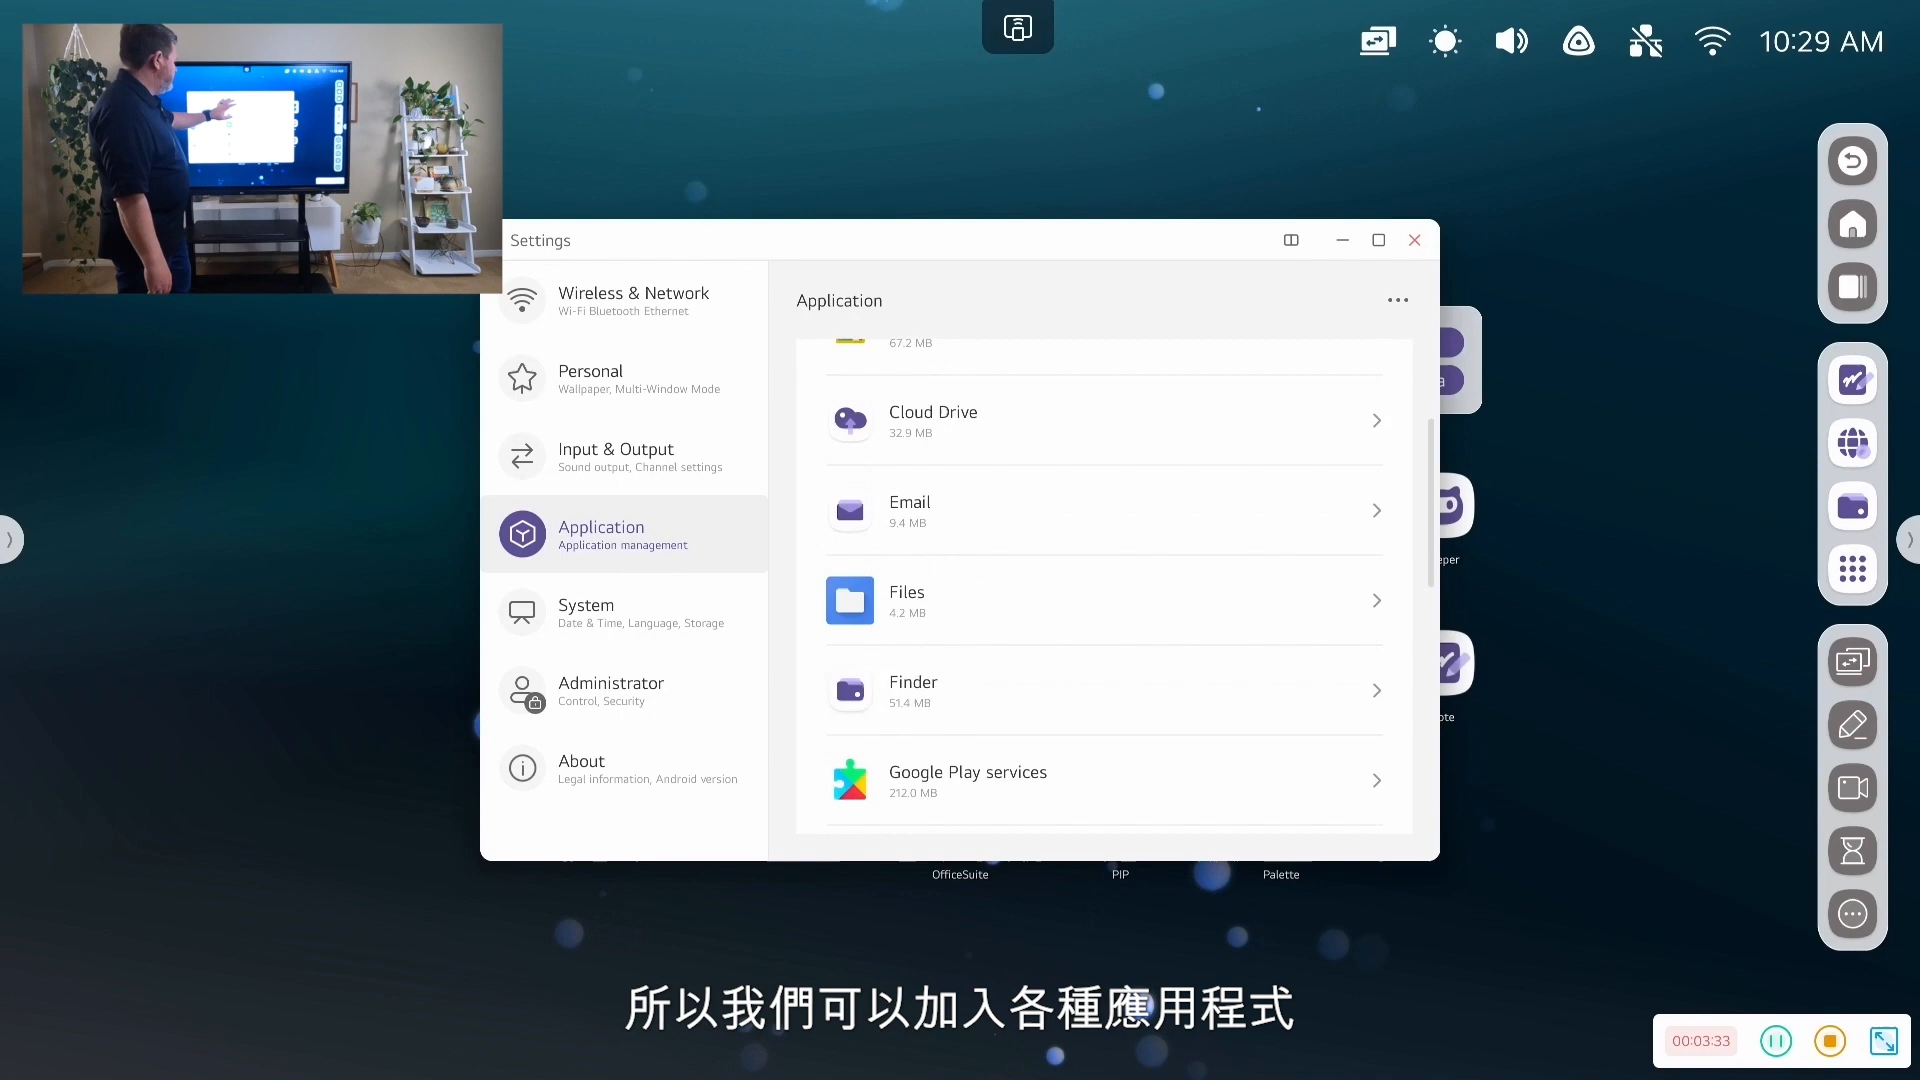 10:29 AM
Settings
Wireless & Network
Wi-Fi Bluetooth Ethernet
Personal
Wallpaper, Multi-Window Mode
Input & Output
Sound output, Channel settings
Application
Application management
System
Date & Time, Language, Storage
Administrator
Control, Security
About
Legal information, Android version
Application
67.2 MB
Cloud Drive
32.9 MB
Email
9.4 MB
Files
4.2 MB
Finder
51.4 MB
Google Play services
212.0 MB
OfficeSuite
PIP
Palette
所以我們可以加入各種應用程式
00:03:33